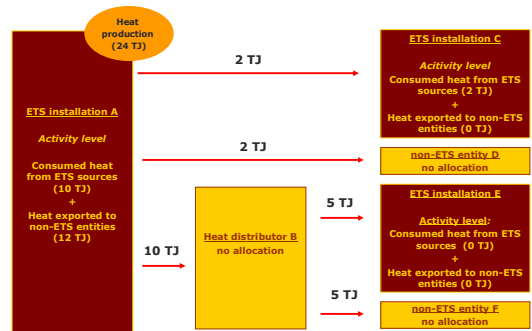 Heat
production
(24 TJ)
ETS installation A
Activity level
Consumed heat
from ETS sources
(10 TJ)
+
Heat exported to
non-ETS entities
(12 TJ)
2 TJ
ETS installation C
Acitivity level
Consumed heat from ETS
sources (2 TJ)
+
Heat exported to non-ETS
entities (0 TJ)
2 TJ
non-ETS entity D
no allocation
10 TJ
Heat distributor B
no allocation
5 TJ
ETS installation E
Activity level:
Consumed heat from ETS
sources (0 TJ)
+
Heat exported to non-ETS
entities (0 TJ)
5 TJ
non-ETS entity F
no allocation